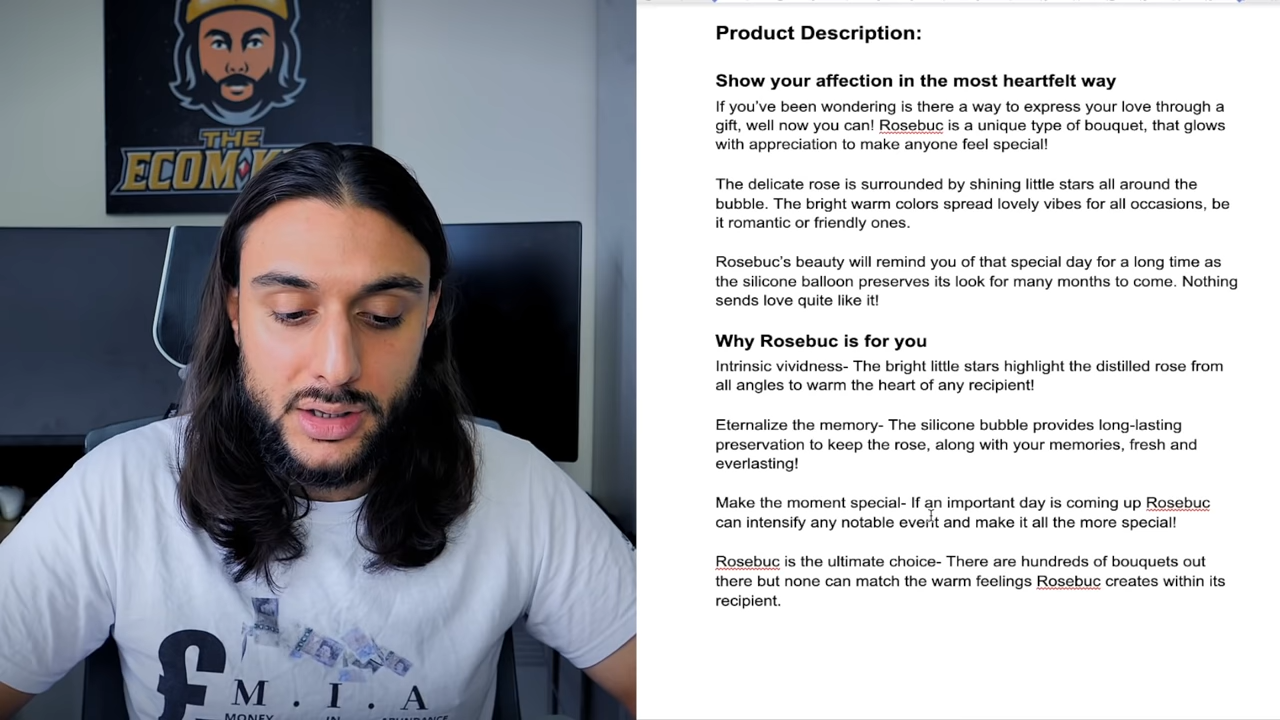 THE
ECOM K
£
M.I.A
MONEY IN ABUNDANCE
Product Description:
Show your affection in the most heartfelt way
If you've been wondering is there a way to express your love through a
gift, well now you can! Rosebuc is a unique type of bouquet, that glows
with appreciation to make anyone feel special!
The delicate rose is surrounded by shining little stars all around the
bubble. The bright warm colors spread lovely vibes for all occasions, be
it romantic or friendly ones.
Rosebuc's beauty will remind you of that special day for a long time as
the silicone balloon preserves its look for many months to come. Nothing
sends love quite like it!
Why Rosebuc is for you
Intrinsic vividness- The bright little stars highlight the distilled rose from
all angles to warm the heart of any recipient!
Eternalize the memory- The silicone bubble provides long-lasting
preservation to keep the rose, along with your memories, fresh and
everlasting!
Make the moment special- If an important day is coming up Rosebuc
can intensify any notable event and make it all the more special!
Rosebuc is the ultimate choice- There are hundreds of bouquets out
there but none can match the warm feelings Rosebuc creates within its
recipient.